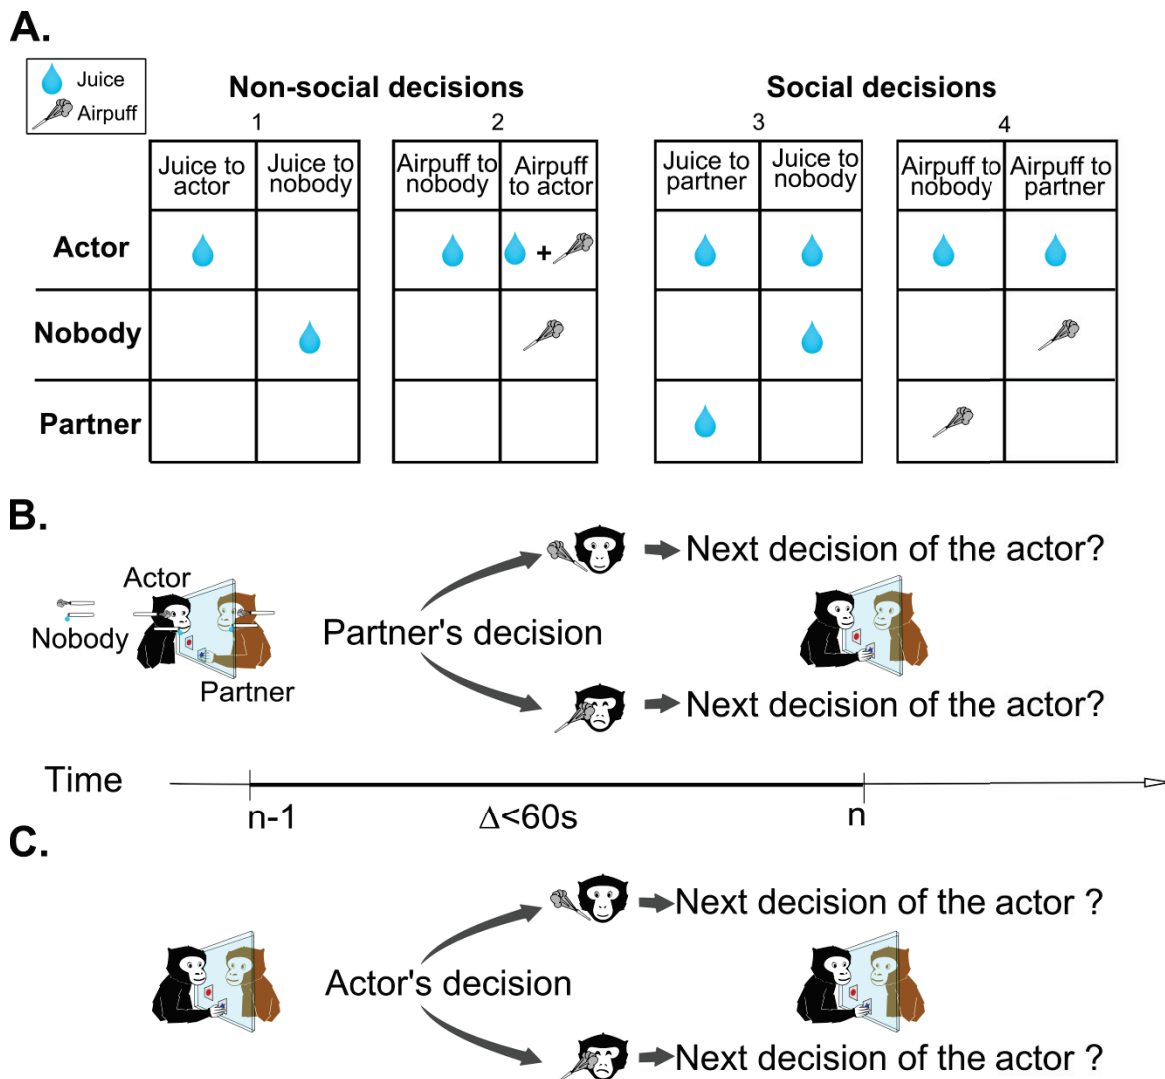 A.
Juice
Airpuff
Non-social decisions
Social decisions
1
2
3
4
Juice to
actor
Juice to
nobody
Airpuff to
nobody
Airpuff
to actor
Juice to
partner
Juice to
nobody
Airpuff to
nobody
Airpuff to
partner
Actor
+
Nobody
Partner
B.
Actor
Nobody
Partner
Partner's decision
Next decision of the actor?
Next decision of the actor?
Time
n-1
Δ<60s
n
C.
Actor's decision
Next decision of the actor ?
Next decision of the actor ?